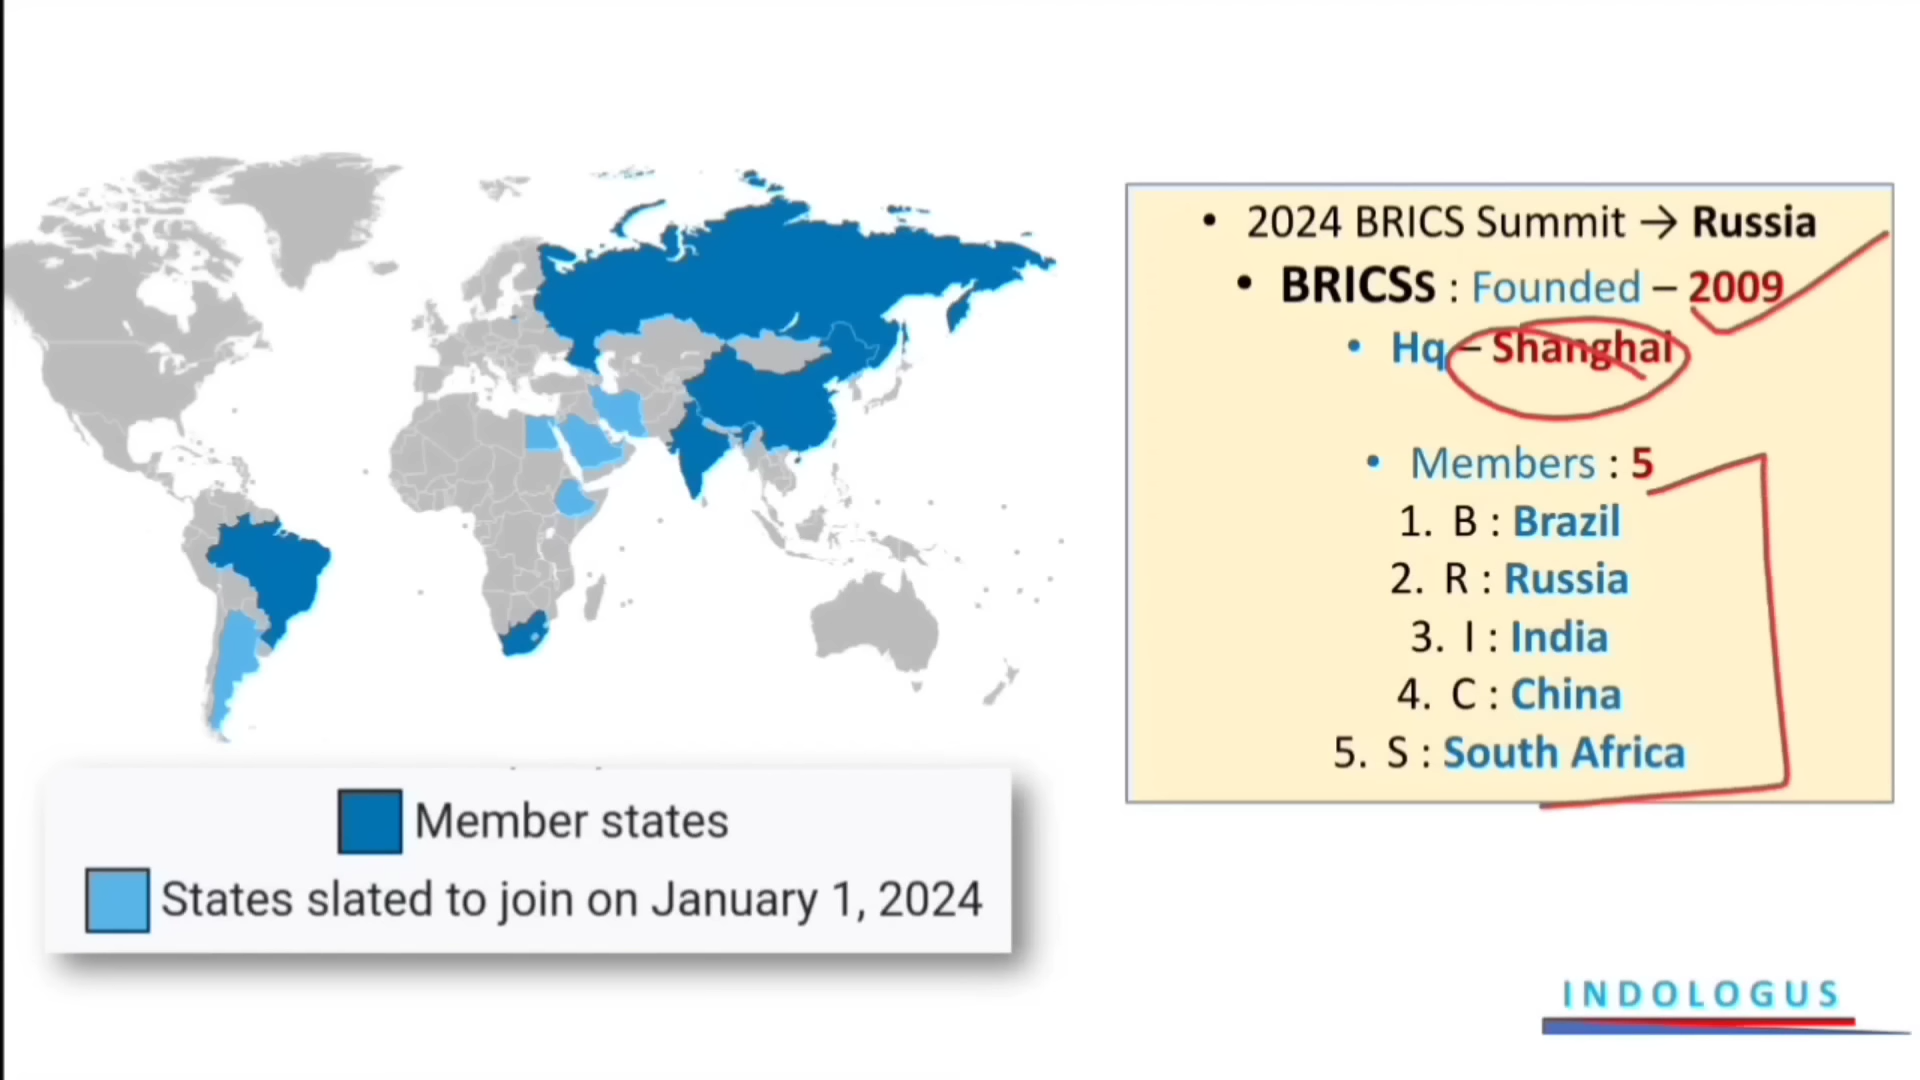 • 2024 BRICS Summit → Russia
• BRICSs : Founded – 2009
• Hq – Shanghai
• Members : 5
1. B : Brazil
2. R : Russia
3. I : India
4. C : China
5. S : South Africa
Member states
States slated to join on January 1, 2024
INDOLOGUS